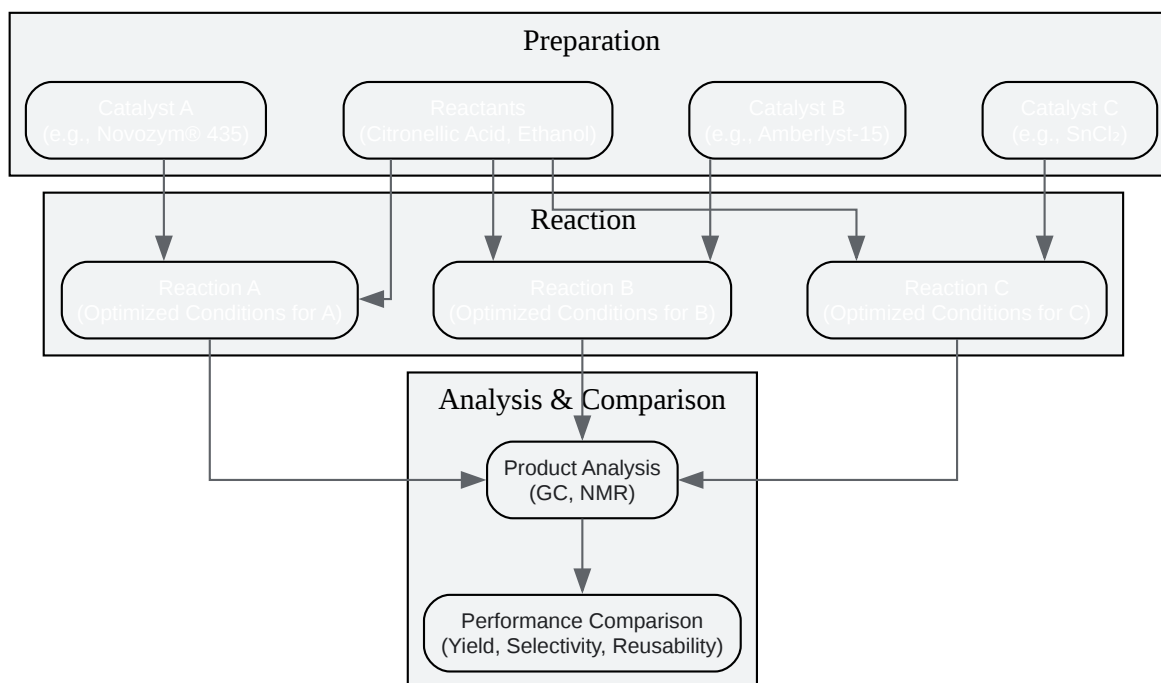 Preparation
Catalyst A
(e.g., Novozym® 435)
Reactants
(Citronellic Acid, Ethanol)
Catalyst B
(e.g., Amberlyst-15)
Catalyst C
(e.g., SnCl₂)
Reaction
Reaction A
(Optimized Conditions for A)
Reaction B
(Optimized Conditions for B)
Reaction C
(Optimized Conditions for C)
Analysis & Comparison
Product Analysis
(GC, NMR)
Performance Comparison
(Yield, Selectivity, Reusability)